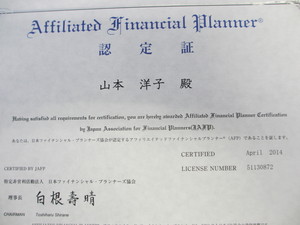 Affiliated Financial Planner®
認定証
山本 洋子 殿
Having satisfied all requirements for certification, you are hereby awarded Affiliated Financial Planner Certification
by Japan Association for Financial Planners(JAFP).
あなたは、日本ファイナンシャル・プランナーズ協会が認定するアフィリエイテッドファイナンシャルプランナー（AFP）であることを証します。
CERTIFIED April 2014
LICENSE NUMBER 51130872
CERTIFIED BY JAFP
特定非営利活動法人 日本ファイナンシャル・プランナーズ協会
理事長 白根壽晴
CHAIRMAN Toshiharu Shirane